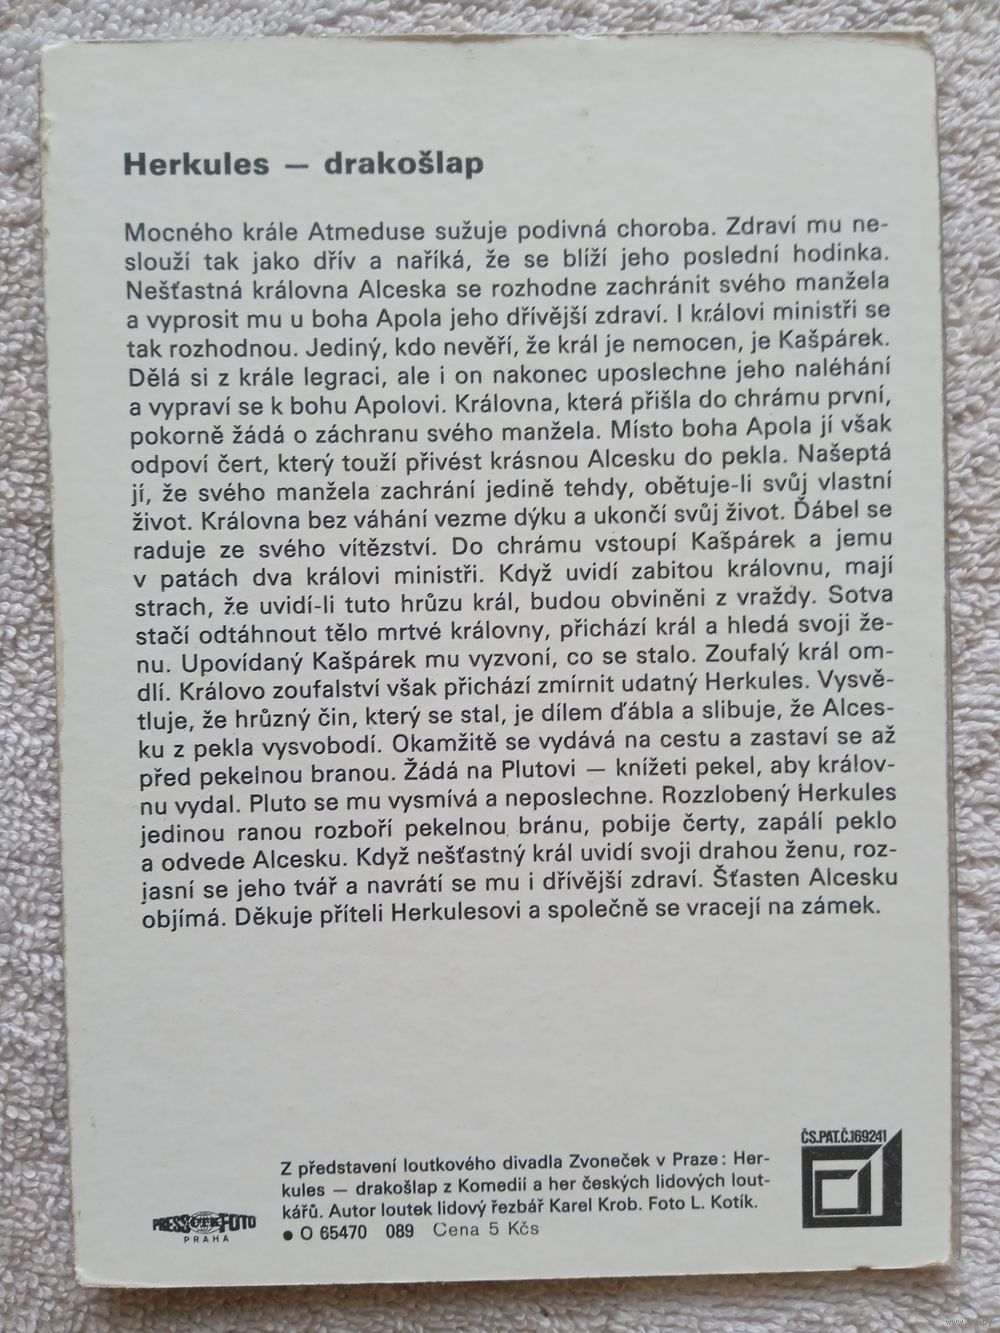 Herkules — drakošlap
Mocného krále Atmeduse sužuje podivná choroba. Zdraví mu ne-
slouží tak jako dřív a naříká, že se blíží jeho poslední hodinka.
Nešťastná královna Alceska se rozhodne zachránit svého manžela
a vyprosit mu u boha Apola jeho dřívější zdraví. I královi ministři se
tak rozhodnou. Jediný, kdo nevěří, že král je nemocen, je Kašpárek.
Dělá si z krále legraci, ale i on nakonec uposlechne jeho naléhání
a vypraví se k bohu Apolovi. Královna, která přišla do chrámu první,
pokorně žádá o záchranu svého manžela. Místo boha Apola jí však
odpoví čert, který touží přivést krásnou Alcesku do pekla. Našeptá
jí, že svého manžela zachrání jedině tehdy, obětuje-li svůj vlastní
život. Královna bez váhání vezme dýku a ukončí svůj život. Ďábel se
raduje ze svého vítězství. Do chrámu vstoupí Kašpárek a jemu
v patách dva královi ministři. Když uvidí zabitou královnu, mají
strach, že uvidí-li tuto hrůzu král, budou obviněni z vraždy. Sotva
stačí odtáhnout tělo mrtvé královny, přichází král a hledá svoji že-
nu. Upovídaný Kašpárek mu vyzvoní, co se stalo. Zoufalý král om-
dlí. Královo zoufalství však přichází zmírnit udatný Herkules. Vysvě-
tluje, že hrůzný čin, který se stal, je dílem ďábla a slibuje, že Alces-
ku z pekla vysvobodí. Okamžitě se vydává na cestu a zastaví se až
před pekelnou branou. Žádá na Plutovi — knížeti pekel, aby králov-
nu vydal. Pluto se mu vysmívá a neposlechne. Rozzlobený Herkules
jedinou ranou rozboří pekelnou bránu, pobije čerty, zapálí peklo
a odvede Alcesku. Když nešťastný král uvidí svoji drahou ženu, roz-
jasní se jeho tvář a navrátí se mu i dřívější zdraví. Šťasten Alcesku
objímá. Děkuje příteli Herkulesovi a společně se vracejí na zámek.
ČS.PAT.Č.169241
Z představení loutkového divadla Zvoneček v Praze: Her-
kules — drakošlap z Komedií a her českých lidových lout-
kářů. Autor loutek lidový řezbář Karel Krob. Foto L. Kotík.
● O 65470 089 Cena 5 Kčs
PRESSFOTO
PRAHA